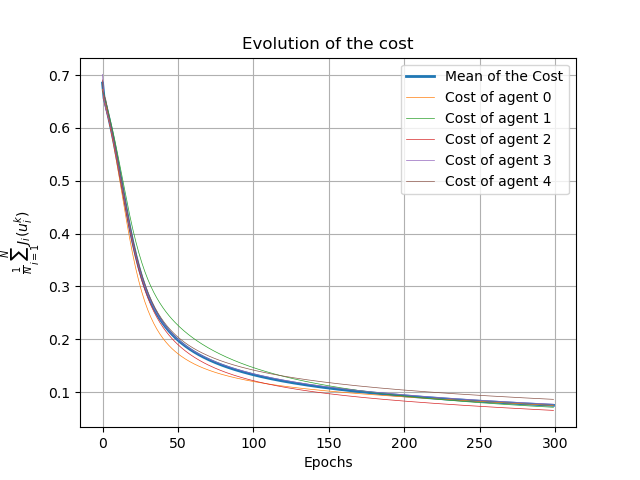 Evolution of the cost
0.7
0.6
0.5
0.4
0.3
0.2
0.1
0
50
100
150
200
250
300
Epochs
$\frac{1}{N}\sum_{i=1}^{N} J_i(u_i^k)$
Mean of the Cost
Cost of agent 0
Cost of agent 1
Cost of agent 2
Cost of agent 3
Cost of agent 4